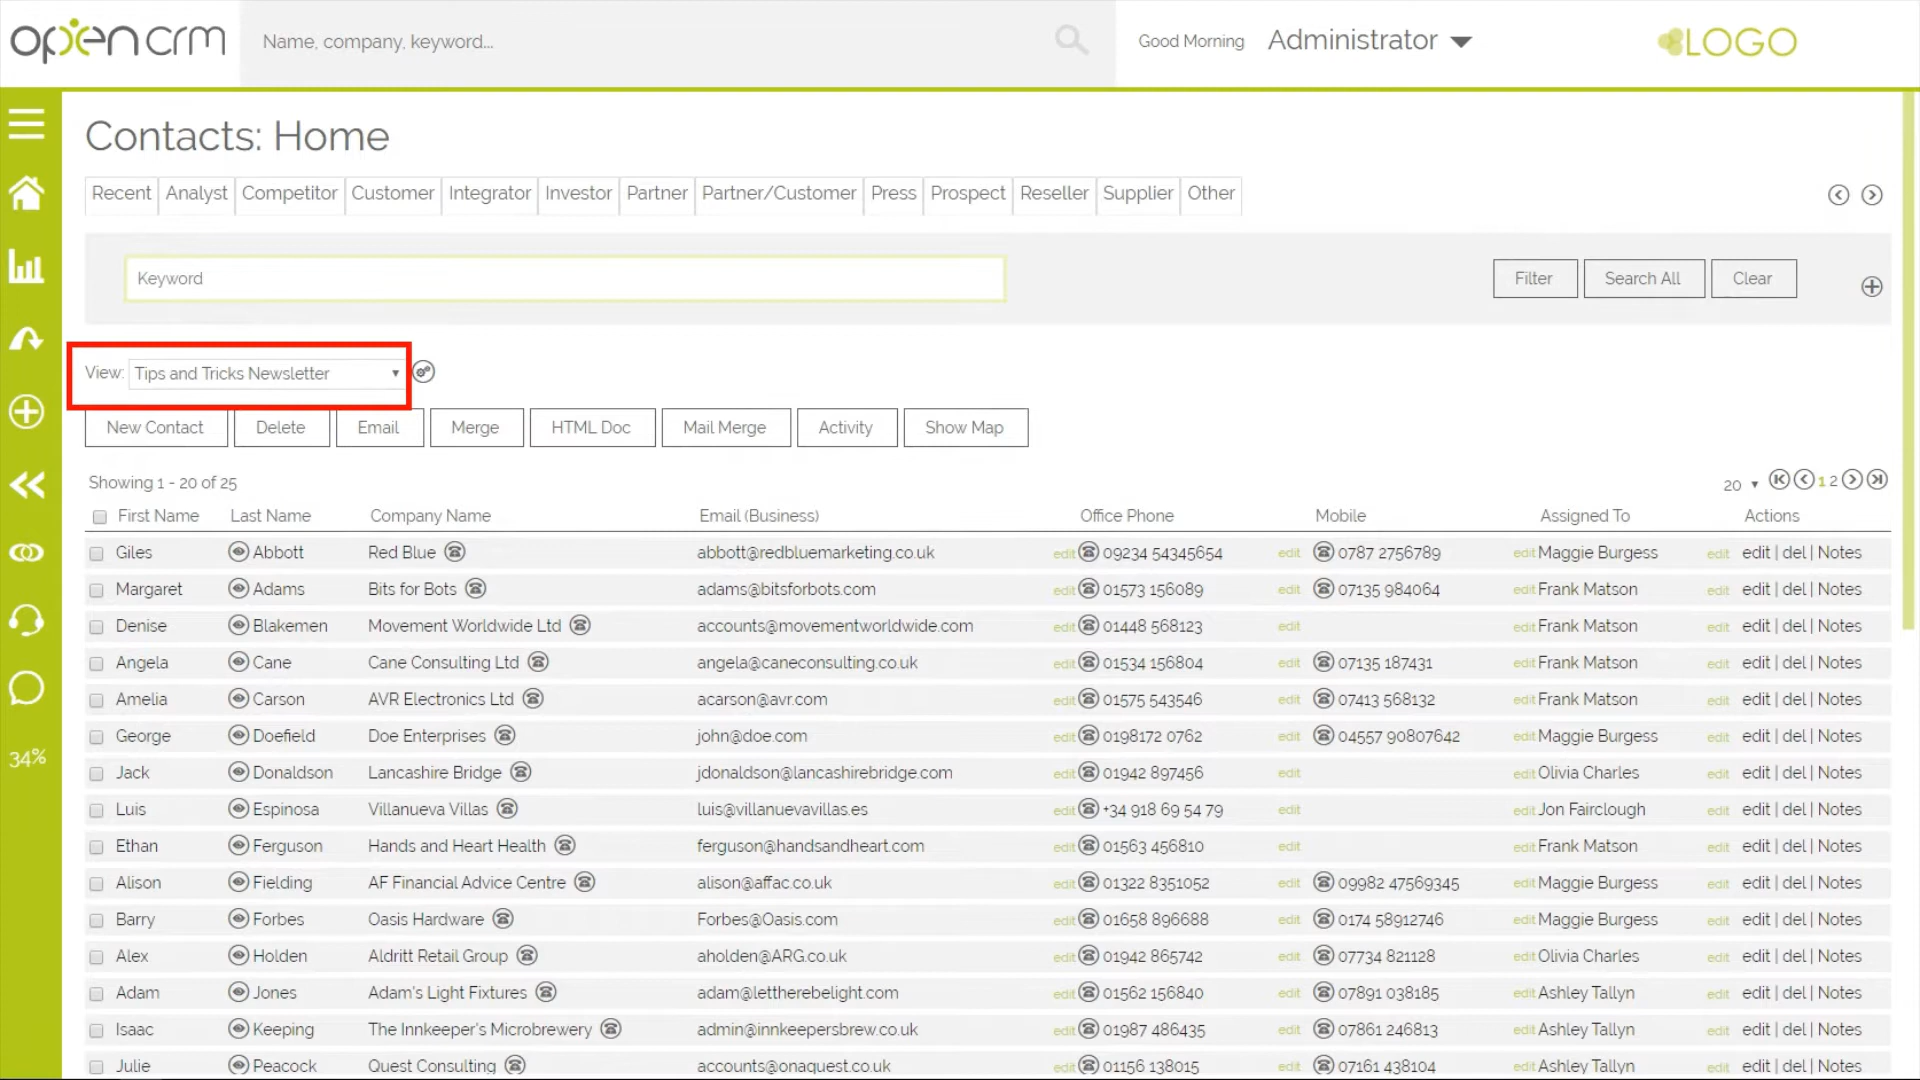 opencrm Name, company, keyword... Good Morning Administrator LOGO
Contacts: Home
Recent Analyst Competitor Customer Integrator Investor Partner Partner/Customer Press Prospect Reseller Supplier Other
Keyword Filter Search All Clear
View: Tips and Tricks Newsletter
New Contact Delete Email Merge HTML Doc Mail Merge Activity Show Map
Showing 1 - 20 of 25 20 1 2
First Name Last Name Company Name Email (Business) Office Phone Mobile Assigned To Actions
Giles Abbott Red Blue abbott@redbluemarketing.co.uk edit 09234 54345654 edit 0787 2756789 edit Maggie Burgess edit edit | del | Notes
Margaret Adams Bits for Bots adams@bitsforbots.com edit 01573 156089 edit 07135 984064 edit Frank Matson edit edit | del | Notes
Denise Blakemen Movement Worldwide Ltd accounts@movementworldwide.com edit 01448 568123 edit edit Frank Matson edit edit | del | Notes
Angela Cane Cane Consulting Ltd angela@caneconsulting.co.uk edit 01534 156804 edit 07135 187431 edit Frank Matson edit edit | del | Notes
Amelia Carson AVR Electronics Ltd acarson@avr.com edit 01575 543546 edit 07413 568132 edit Frank Matson edit edit | del | Notes
George Doefield Doe Enterprises john@doe.com edit 0198172 0762 edit 04557 90807642 edit Maggie Burgess edit edit | del | Notes
Jack Donaldson Lancashire Bridge jdonaldson@lancashirebridge.com edit 01942 897456 edit edit Olivia Charles edit edit | del | Notes
34%
Luis Espinosa Villanueva Villas luis@villanuevavillas.es edit +34 918 69 54 79 edit edit Jon Fairclough edit edit | del | Notes
Ethan Ferguson Hands and Heart Health ferguson@handsandheart.com edit 01563 456810 edit edit Frank Matson edit edit | del | Notes
Alison Fielding AF Financial Advice Centre alison@affac.co.uk edit 01322 8351052 edit 09982 47569345 edit Maggie Burgess edit edit | del | Notes
Barry Forbes Oasis Hardware Forbes@Oasis.com edit 01658 896688 edit 0174 58912746 edit Maggie Burgess edit edit | del | Notes
Alex Holden Aldritt Retail Group aholden@ARG.co.uk edit 01942 865742 edit 07734 821128 edit Olivia Charles edit edit | del | Notes
Adam Jones Adam's Light Fixtures adam@lettherebelight.com edit 01562 156840 edit 07891 038185 edit Ashley Tallyn edit edit | del | Notes
Isaac Keeping The Innkeeper's Microbrewery admin@innkeepersbrew.co.uk edit 01987 486435 edit 07861 246813 edit Ashley Tallyn edit edit | del | Notes
Julie Peacock Quest Consulting accounts@onaquest.co.uk edit 01156 138015 edit 07161 438104 edit Ashley Tallyn edit edit | del | Notes